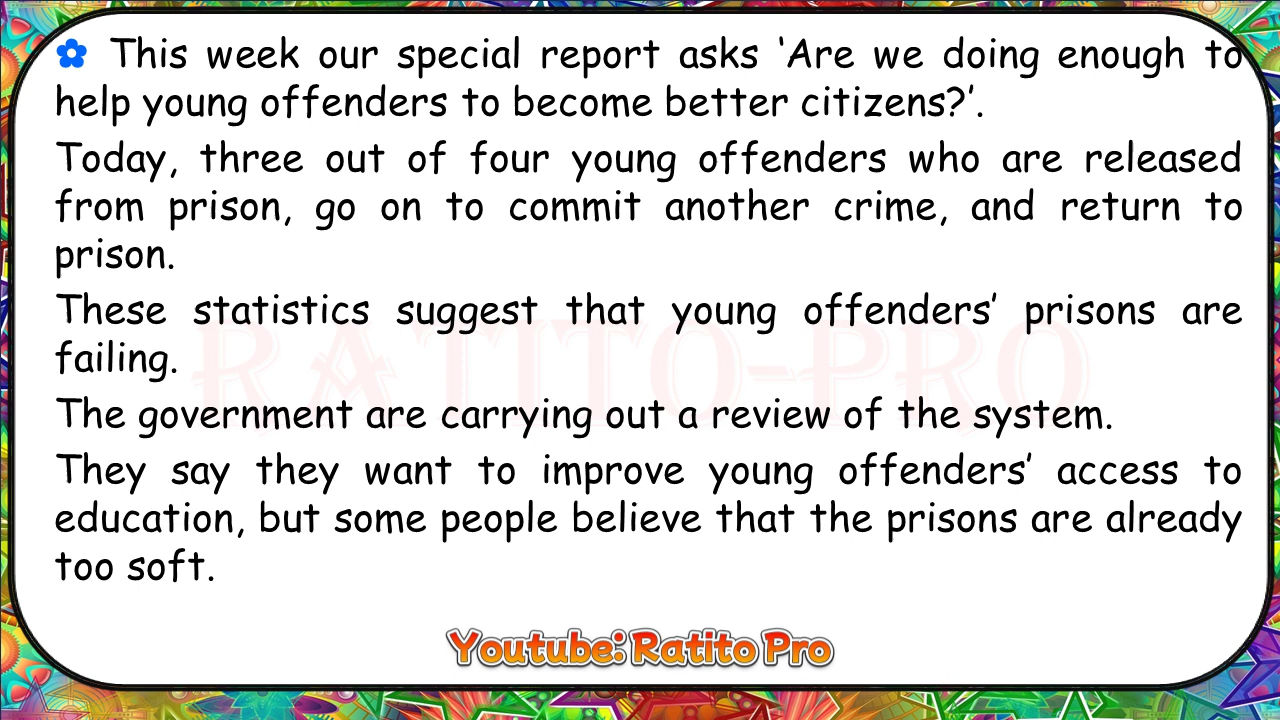 ✿ This week our special report asks ‘Are we doing enough to
help young offenders to become better citizens?’.
Today, three out of four young offenders who are released
from prison, go on to commit another crime, and return to
prison.
These statistics suggest that young offenders’ prisons are
failing.
RATITO-PRO
The government are carrying out a review of the system.
They say they want to improve young offenders’ access to
education, but some people believe that the prisons are already
too soft.
Youtube: Ratito Pro